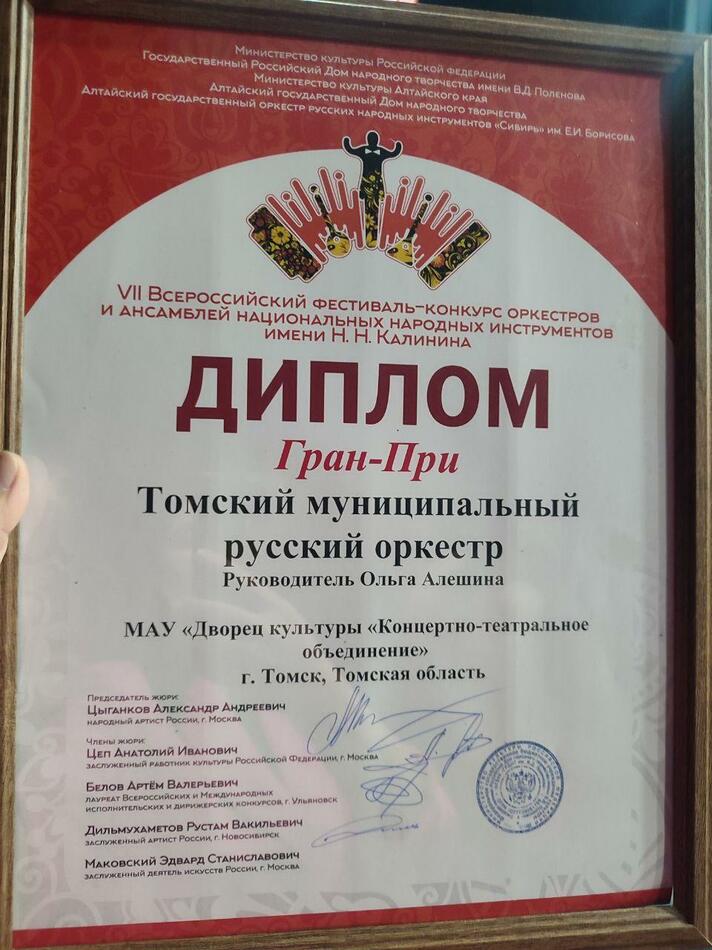 Министерство культуры Российской Федерации
Государственный Российский Дом народного творчества имени В.Д. Поленова
Министерство культуры Алтайского края
Алтайский государственный Дом народного творчества
Алтайский государственный оркестр русских народных инструментов «Сибирь» им. Е.И. Борисова
VII Всероссийский фестиваль-конкурс оркестров
и ансамблей национальных народных инструментов
имени Н. Н. Калинина
ДИПЛОМ
Гран-При
Томский муниципальный
русский оркестр
Руководитель Ольга Алешина
МАУ «Дворец культуры «Концертно-театральное
объединение»
г. Томск, Томская область
Председатель жюри:
Цыганков Александр Андреевич
народный артист России, г. Москва
Члены жюри:
Цеп Анатолий Иванович
заслуженный работник культуры Российской Федерации, г. Москва
Белов Артём Валерьевич
лауреат Всероссийских и Международных
исполнительских и дирижерских конкурсов, г. Ульяновск
Дильмухаметов Рустам Вакильевич
заслуженный артист России, г. Новосибирск
Маковский Эдвард Станиславович
заслуженный деятель искусств России, г. Москва